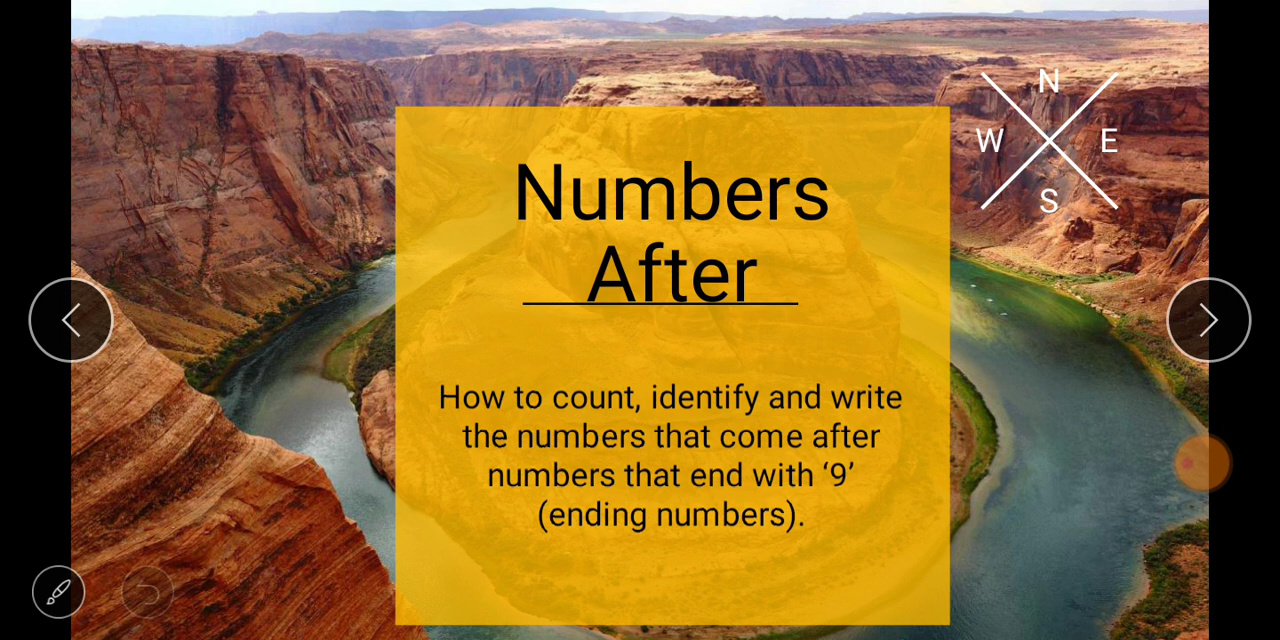 Numbers
After
How to count, identify and write
the numbers that come after
numbers that end with ‘9’
(ending numbers).
N
W E
S